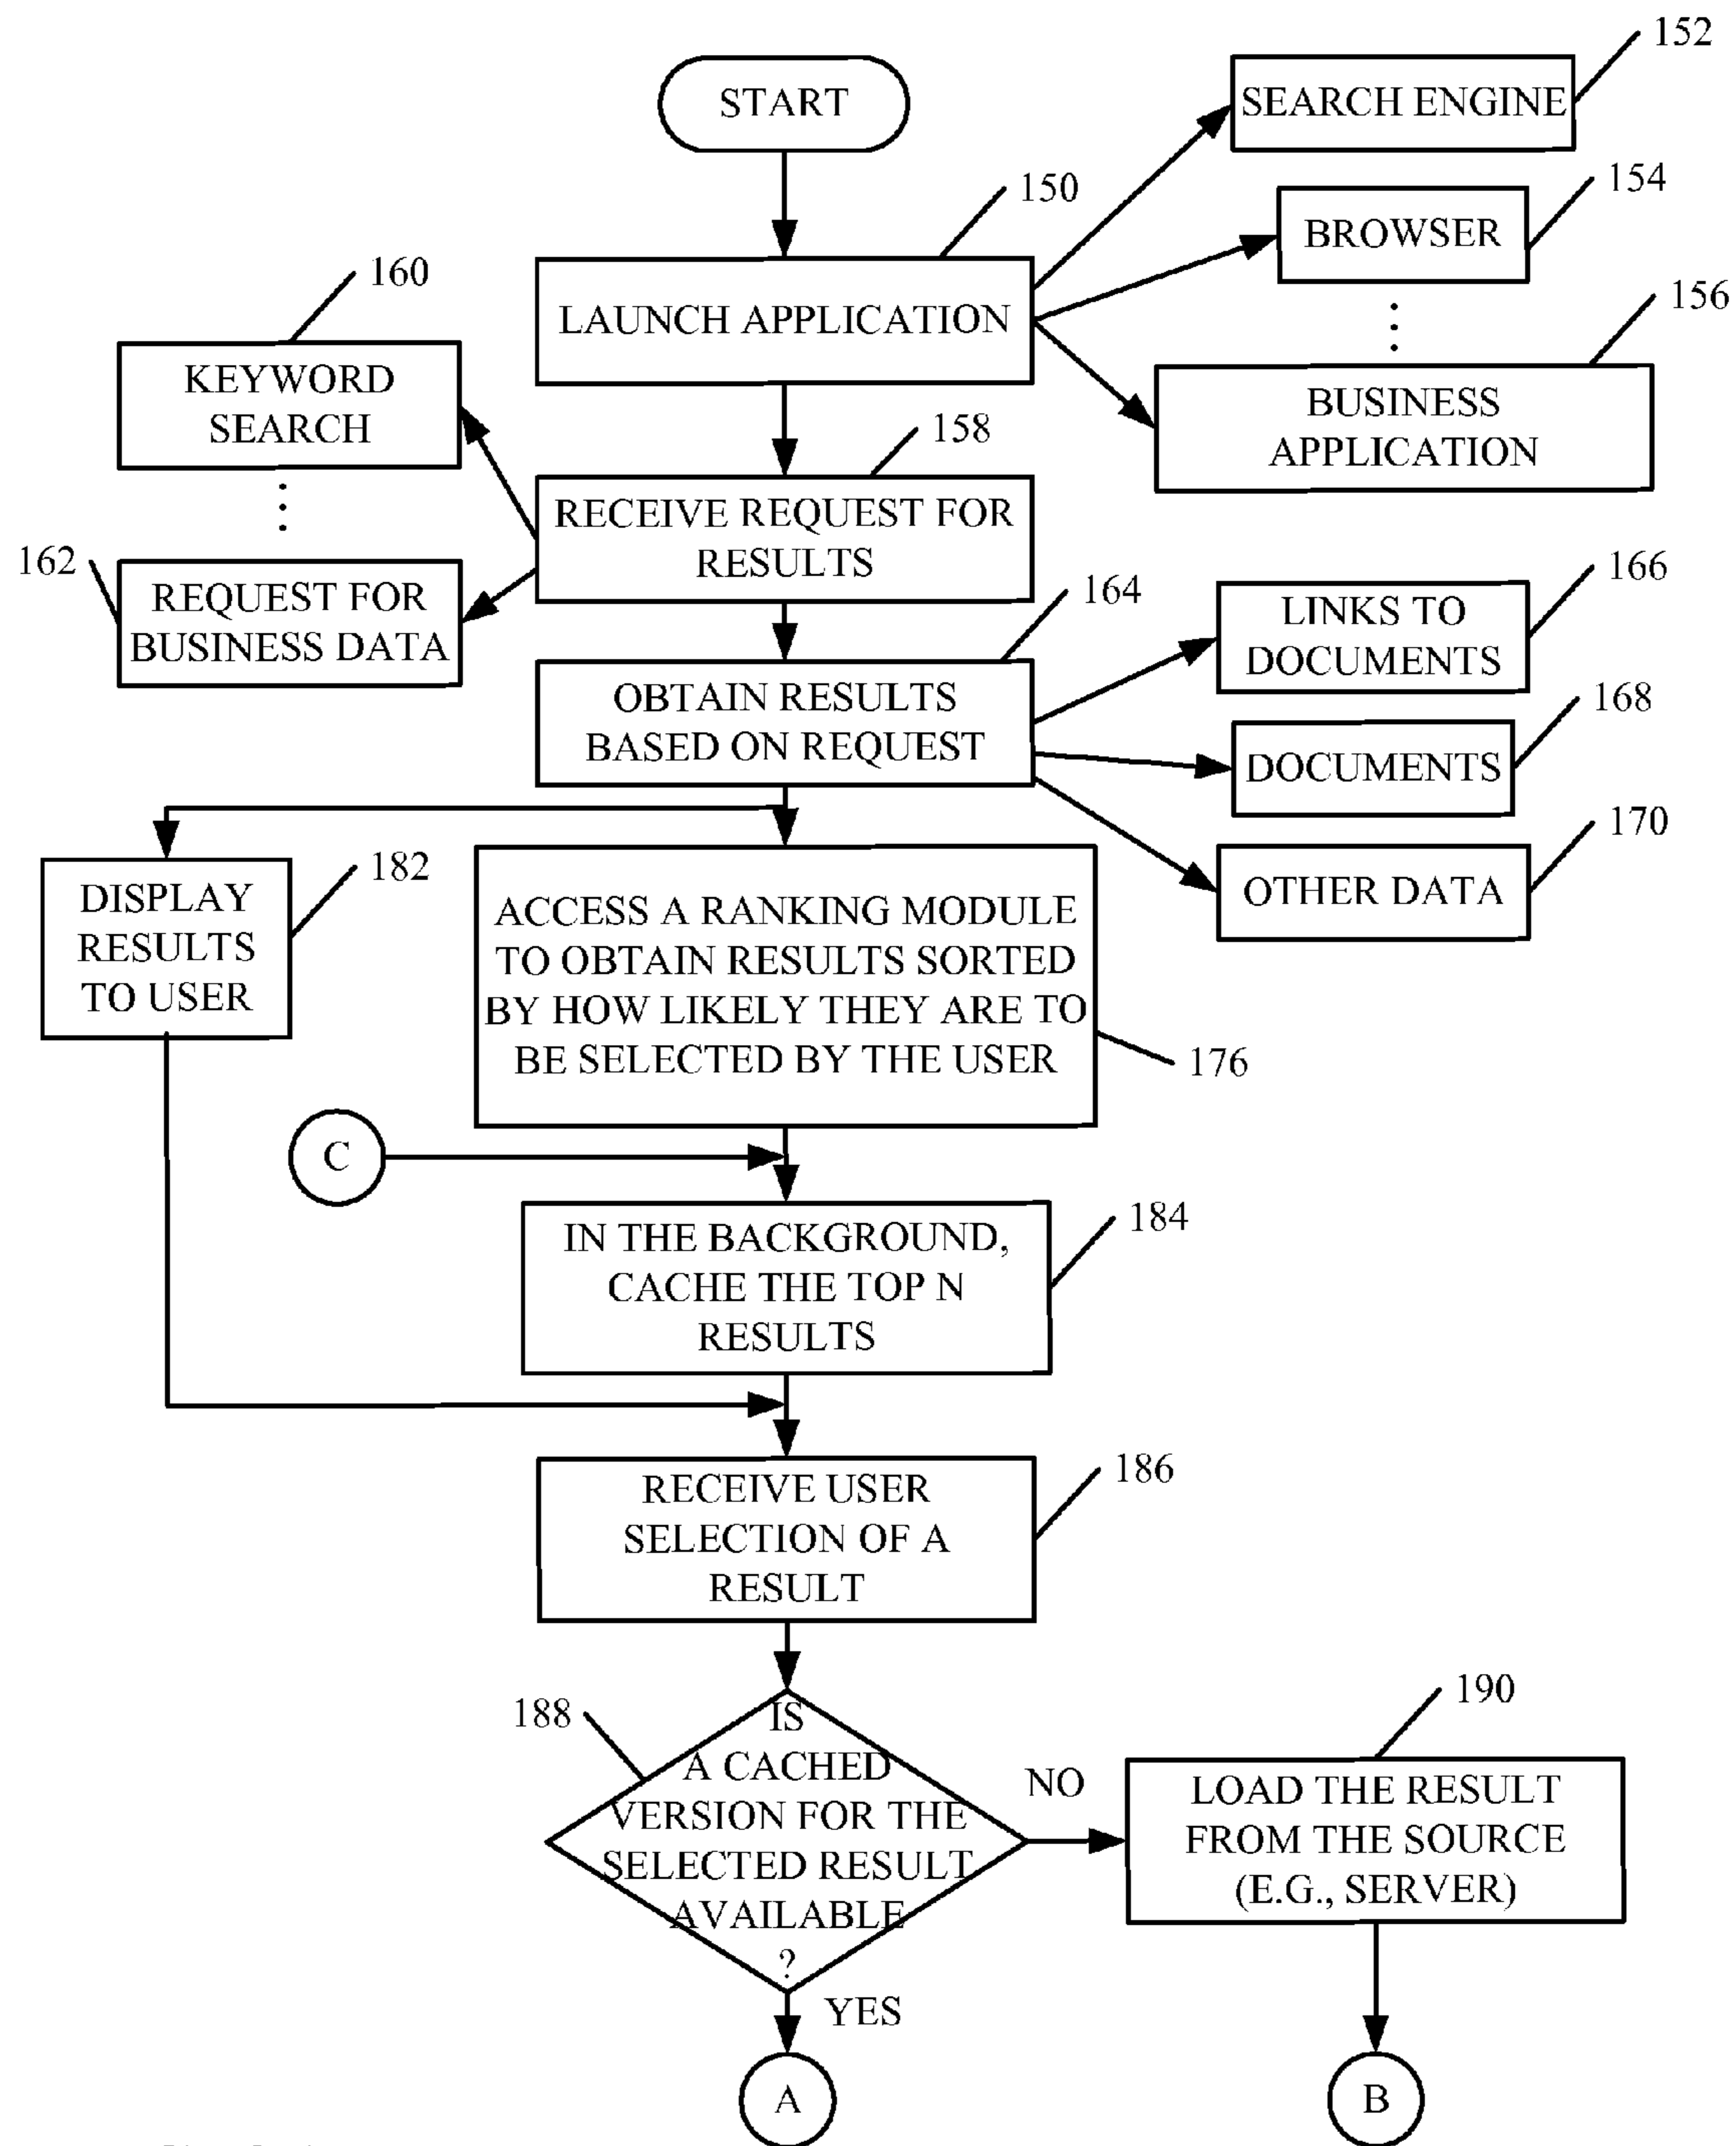 START
152
SEARCH ENGINE
154
BROWSER
150
LAUNCH APPLICATION
156
BUSINESS
APPLICATION
160
KEYWORD
SEARCH
158
RECEIVE REQUEST FOR
RESULTS
162
REQUEST FOR
BUSINESS DATA
164
OBTAIN RESULTS
BASED ON REQUEST
166
LINKS TO
DOCUMENTS
168
DOCUMENTS
170
OTHER DATA
182
DISPLAY
RESULTS
TO USER
ACCESS A RANKING MODULE
TO OBTAIN RESULTS SORTED
BY HOW LIKELY THEY ARE TO
BE SELECTED BY THE USER
176
C
184
IN THE BACKGROUND,
CACHE THE TOP N
RESULTS
186
RECEIVE USER
SELECTION OF A
RESULT
188
IS
A CACHED
VERSION FOR THE
SELECTED RESULT
AVAILABLE
?
NO
YES
190
LOAD THE RESULT
FROM THE SOURCE
(E.G., SERVER)
A
B